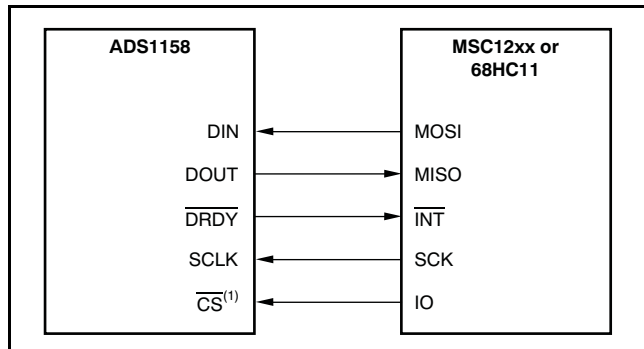 ADS1158
MSC12xx or
68HC11
DIN
MOSI
DOUT
MISO
DRDY
INT
SCLK
SCK
CS(1)
IO